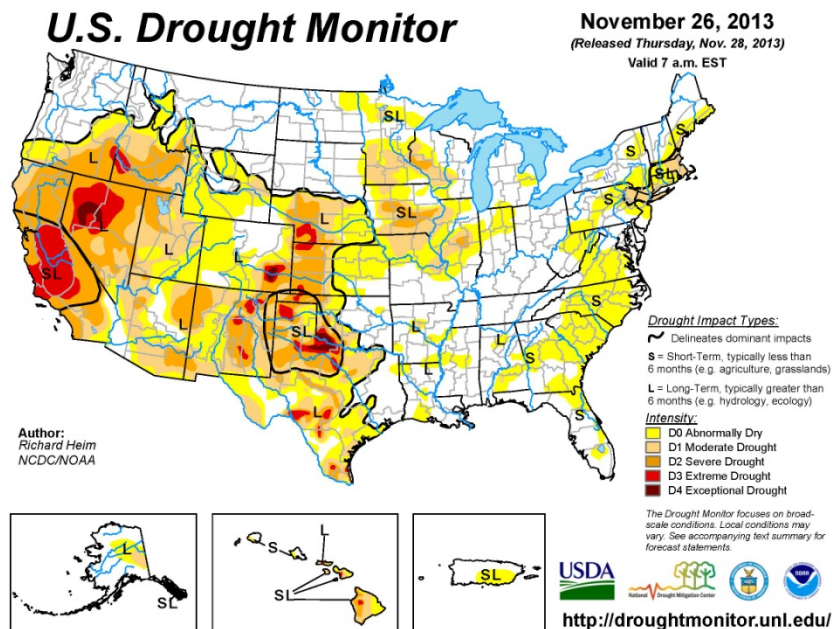 U.S. Drought Monitor
November 26, 2013
(Released Thursday, Nov. 28, 2013)
Valid 7 a.m. EST
SL
S
S
L
SL
S
SL
L
L
L
L
SL
S
L
SL
L
L
L
S
L
S
Drought Impact Types:
Delineates dominant impacts
S = Short-Term, typically less than
6 months (e.g. agriculture, grasslands)
L = Long-Term, typically greater than
6 months (e.g. hydrology, ecology)
Intensity:
D0 Abnormally Dry
D1 Moderate Drought
D2 Severe Drought
D3 Extreme Drought
D4 Exceptional Drought
Author:
Richard Heim
NCDC/NOAA
The Drought Monitor focuses on broad-
scale conditions. Local conditions may
vary. See accompanying text summary for
forecast statements.
L
SL
L
S
SL
SL
USDA
National Drought Mitigation Center
http://droughtmonitor.unl.edu/